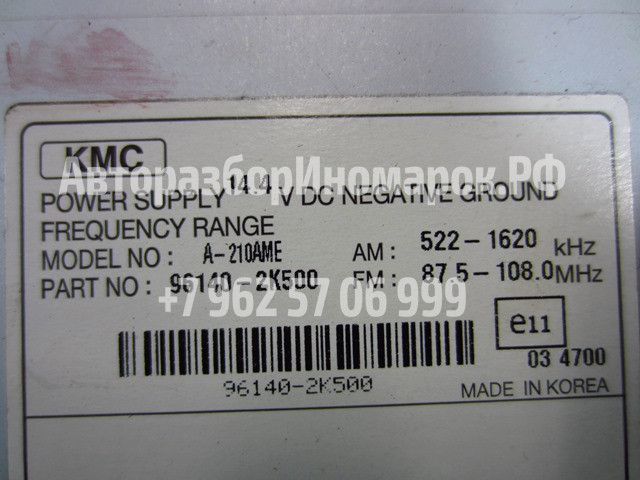 KMC
АвторазборИномарок.РФ
POWER SUPPLY 14.4 V DC NEGATIVE GROUND
FREQUENCY RANGE
MODEL NO : A-210AME AM : 522-1620 kHz
PART NO : 96140-2K500 FM : 87.5-108.0 MHz
+7 962 57 06 999
e11
03 4700
96140-2K500
MADE IN KOREA